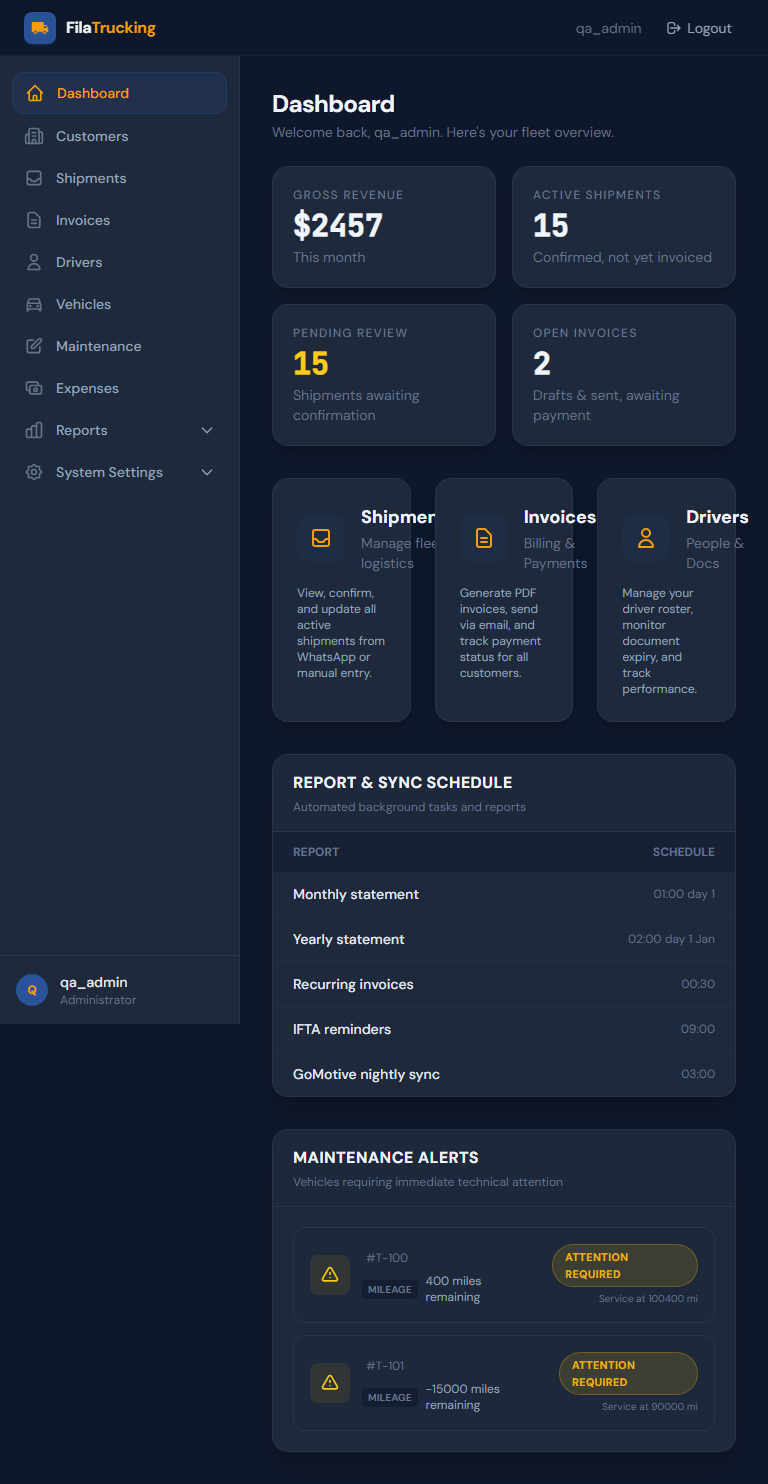 FilaTrucking
qa_admin
Logout
Dashboard
Customers
Shipments
Invoices
Drivers
Vehicles
Maintenance
Expenses
Reports
System Settings
Q
qa_admin
Administrator
Dashboard
Welcome back, qa_admin. Here's your fleet overview.
GROSS REVENUE
$2457
This month
ACTIVE SHIPMENTS
15
Confirmed, not yet invoiced
PENDING REVIEW
15
Shipments awaiting
confirmation
OPEN INVOICES
2
Drafts & sent, awaiting
payment
Manage
logistics
View, confirm,
and update all
active
shipments from
WhatsApp or
manual entry.
Invoices
Billing &
Payments
Generate PDF
invoices, send
via email, and
track payment
status for all
customers.
Drivers
People &
Docs
Manage your
driver roster,
monitor
document
expiry, and
track
performance.
REPORT & SYNC SCHEDULE
Automated background tasks and reports
REPORT SCHEDULE
Monthly statement 01:00 day 1
Yearly statement 02:00 day 1 Jan
Recurring invoices 00:30
IFTA reminders 09:00
GoMotive nightly sync 03:00
MAINTENANCE ALERTS
Vehicles requiring immediate technical attention
#T-100
MILEAGE
400 miles
remaining
ATTENTION
REQUIRED
Service at 100400 mi
#T-101
MILEAGE
-15000 miles
remaining
ATTENTION
REQUIRED
Service at 90000 mi